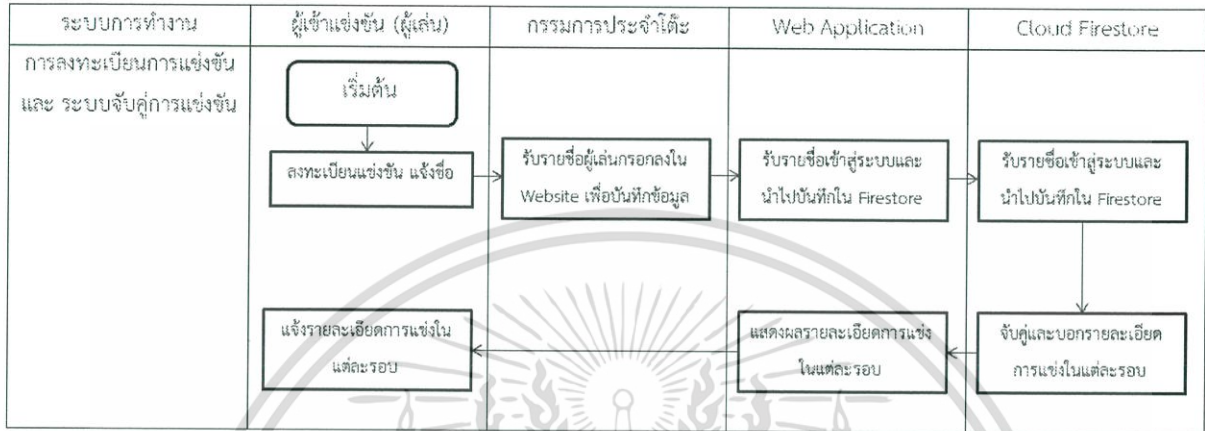 ระบบการทำงาน
ผู้เข้าแข่งขัน (ผู้เล่น)
กรรมการประจำโต๊ะ
Web Application
Cloud Firestore
การลงทะเบียนการแข่งขัน
และ ระบบจับคู่การแข่งขัน
เริ่มต้น
ลงทะเบียนแข่งขัน แจ้งชื่อ
รับรายชื่อผู้เล่นกรอกลงใน
Website เพื่อบันทึกข้อมูล
รับรายชื่อเข้าสู่ระบบและ
นำไปบันทึกใน Firestore
รับรายชื่อเข้าสู่ระบบและ
นำไปบันทึกใน Firestore
แจ้งรายละเอียดการแข่งใน
แต่ละรอบ
แสดงผลรายละเอียดการแข่ง
ในแต่ละรอบ
จับคู่และบอกรายละเอียด
การแข่งในแต่ละรอบ